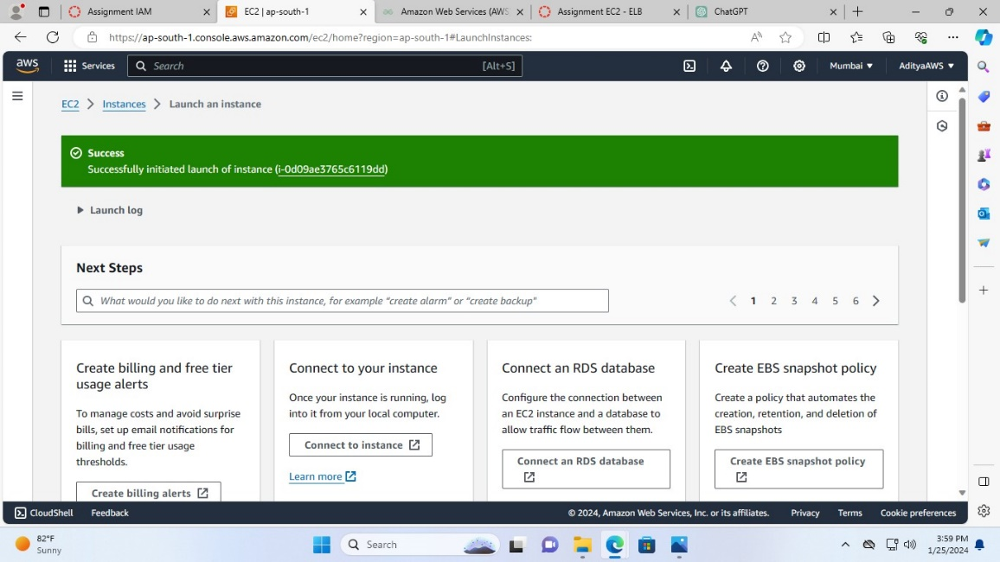 Assignment IAM
EC2 | ap-south-1
Amazon Web Services (AWS
Assignment EC2 - ELB
ChatGPT
https://ap-south-1.console.aws.amazon.com/ec2/home?region=ap-south-1#LaunchInstances:
aws
Services
Search
[Alt+S]
Mumbai
AdityaAWS
EC2
Instances
Launch an instance
Success
Successfully initiated launch of instance (i-0d09ae3765c6119dd)
Launch log
Next Steps
What would you like to do next with this instance, for example “create alarm” or “create backup”
1 2 3 4 5 6
Create billing and free tier
usage alerts
To manage costs and avoid surprise
bills, set up email notifications for
billing and free tier usage
thresholds.
Create billing alerts
Connect to your instance
Once your instance is running, log
into it from your local computer.
Connect to instance
Learn more
Connect an RDS database
Configure the connection between
an EC2 instance and a database to
allow traffic flow between them.
Connect an RDS database
Create EBS snapshot policy
Create a policy that automates the
creation, retention, and deletion of
EBS snapshots
Create EBS snapshot policy
CloudShell
Feedback
© 2024, Amazon Web Services, Inc. or its affiliates.
Privacy
Terms
Cookie preferences
82°F
Sunny
Search
3:59 PM
1/25/2024